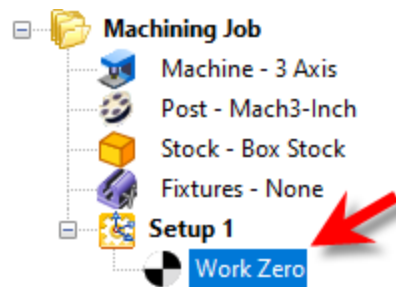 Machining Job
Machine - 3 Axis
Post - Mach3-Inch
Stock - Box Stock
Fixtures - None
Setup 1
Work Zero